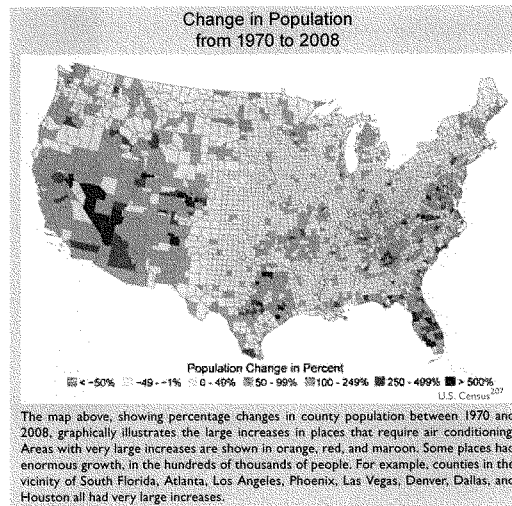 Change in Population
from 1970 to 2008
Population Change in Percent
< -50% -49 - -1% 0 - 49% 50 - 99% 100 - 249% 250 - 499% > 500%
U.S. Census 207
The map above, showing percentage changes in county population between 1970 and
2008, graphically illustrates the large increases in places that require air conditioning.
Areas with very large increases are shown in orange, red, and maroon. Some places had
enormous growth, in the hundreds of thousands of people. For example, counties in the
vicinity of South Florida, Atlanta, Los Angeles, Phoenix, Las Vegas, Denver, Dallas, and
Houston all had very large increases.